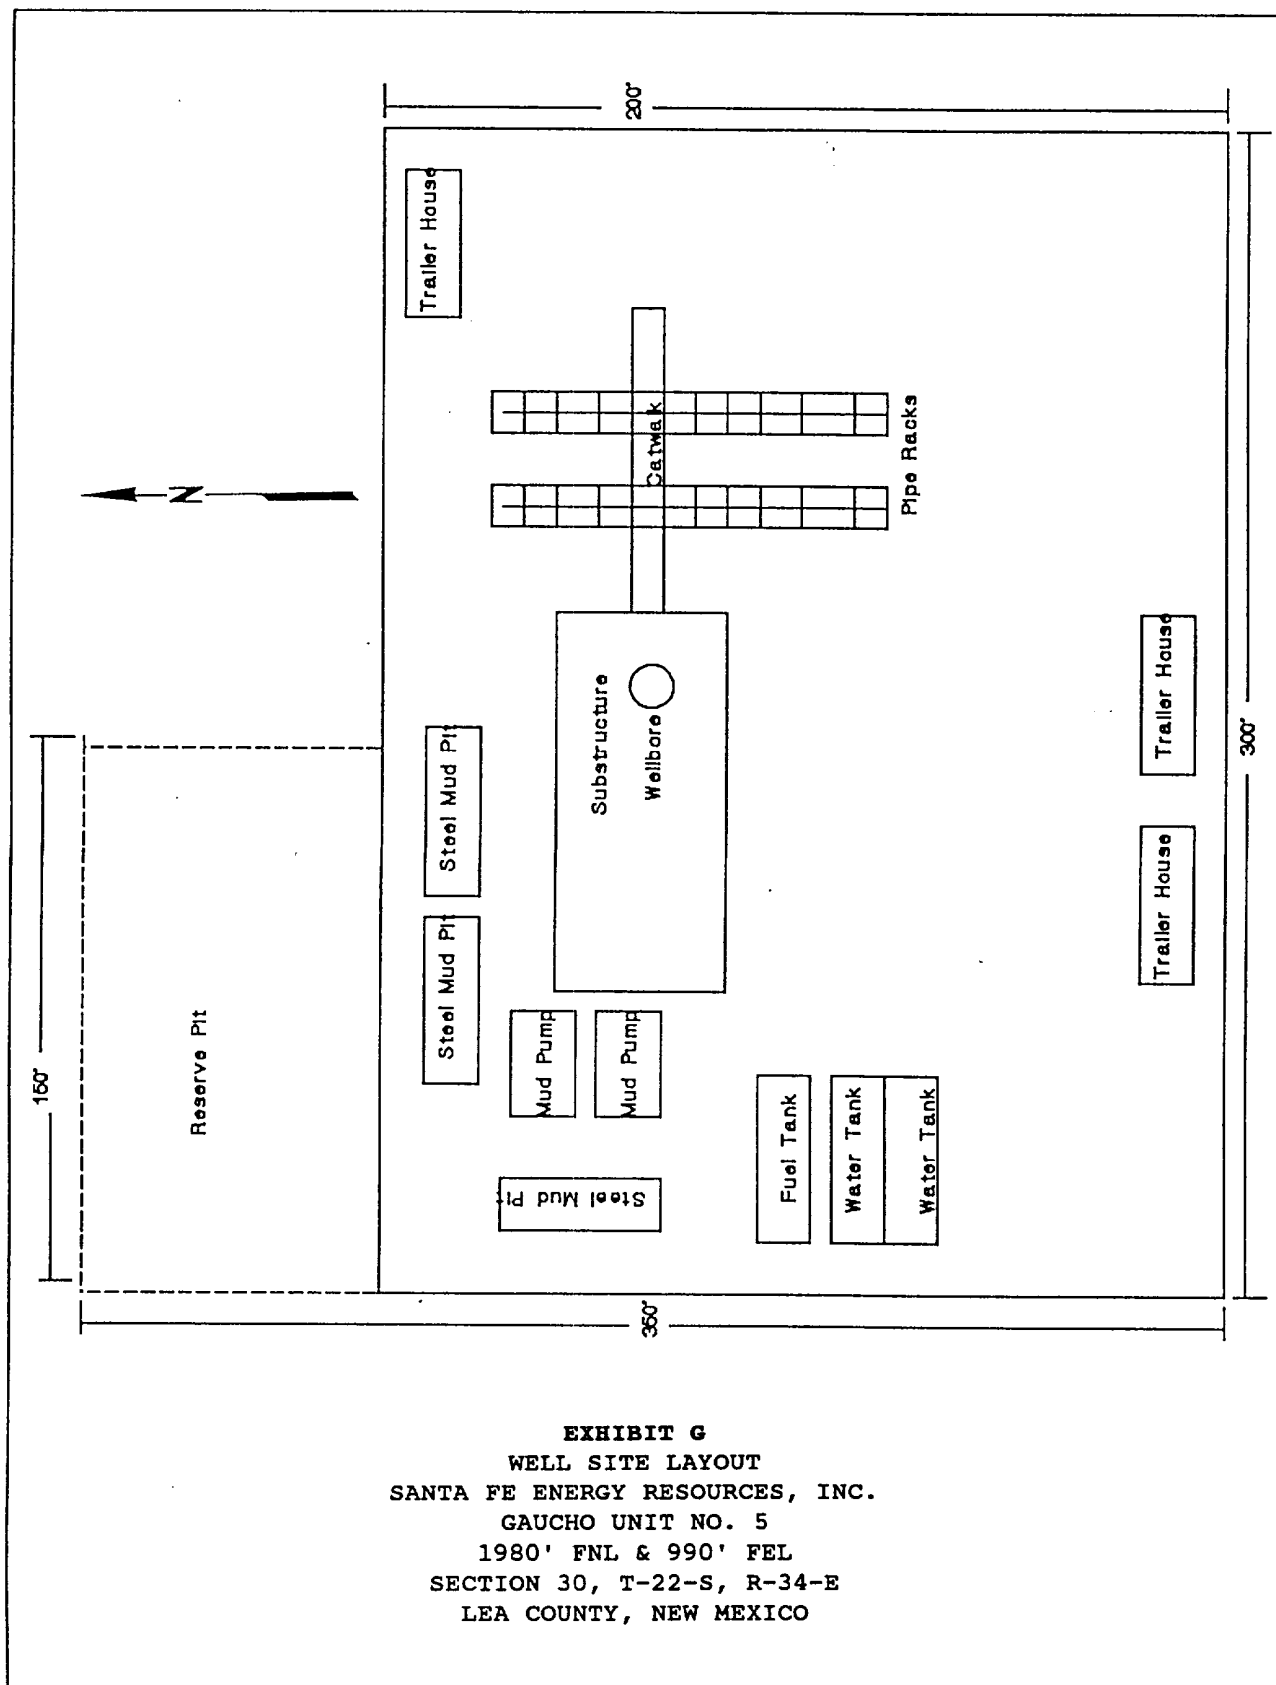 200'
Trailer House
Catwak
Pipe Racks
N
Substructure
Wellbore
Trailer House
300'
Steel Mud Pit
Trailer House
Steel Mud Pit
150'
Reserve Pit
Mud Pump
Mud Pump
Fuel Tank
Water Tank
Water Tank
Steel Mud Pit
350'
EXHIBIT G
WELL SITE LAYOUT
SANTA FE ENERGY RESOURCES, INC.
GAUCHO UNIT NO. 5
1980' FNL & 990' FEL
SECTION 30, T-22-S, R-34-E
LEA COUNTY, NEW MEXICO